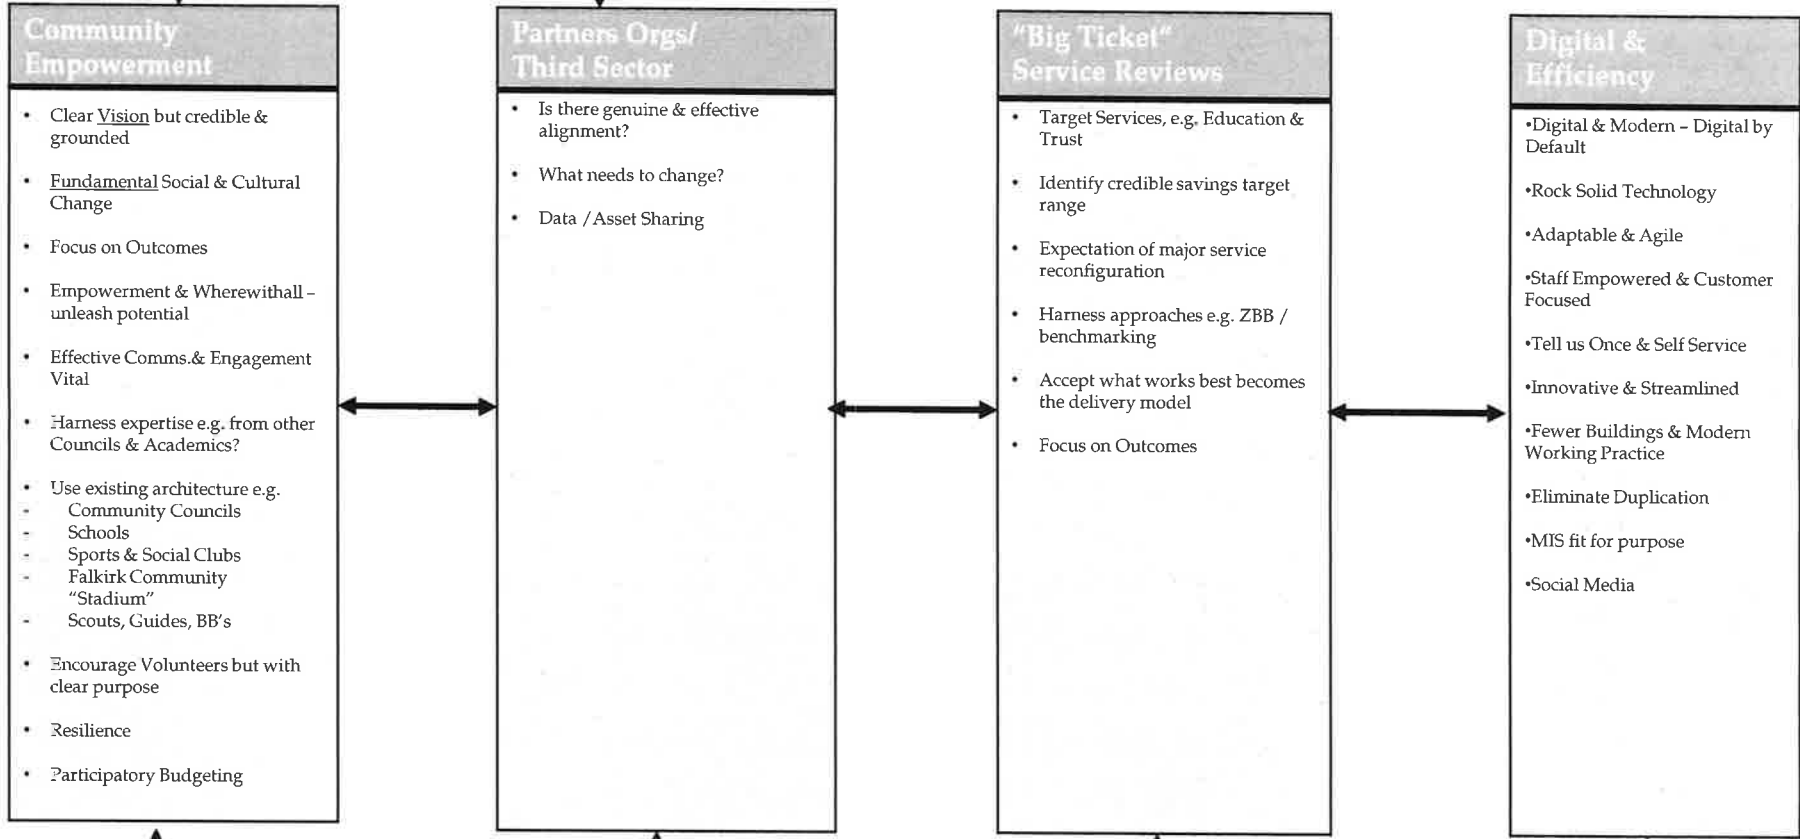 Community
Empowerment
• Clear Vision but credible &
grounded
• Fundamental Social & Cultural
Change
• Focus on Outcomes
• Empowerment & Wherewithall –
unleash potential
• Effective Comms.& Engagement
Vital
• Harness expertise e.g. from other
Councils & Academics?
• Use existing architecture e.g.
- Community Councils
- Schools
- Sports & Social Clubs
- Falkirk Community
"Stadium"
- Scouts, Guides, BB's
• Encourage Volunteers but with
clear purpose
• Resilience
• Participatory Budgeting
Partners Orgs/
Third Sector
• Is there genuine & effective
alignment?
• What needs to change?
• Data / Asset Sharing
"Big Ticket"
Service Reviews
• Target Services, e.g. Education &
Trust
• Identify credible savings target
range
• Expectation of major service
reconfiguration
• Harness approaches e.g. ZBB /
benchmarking
• Accept what works best becomes
the delivery model
• Focus on Outcomes
Digital &
Efficiency
•Digital & Modern – Digital by
Default
•Rock Solid Technology
•Adaptable & Agile
•Staff Empowered & Customer
Focused
•Tell us Once & Self Service
•Innovative & Streamlined
•Fewer Buildings & Modern
Working Practice
•Eliminate Duplication
•MIS fit for purpose
•Social Media